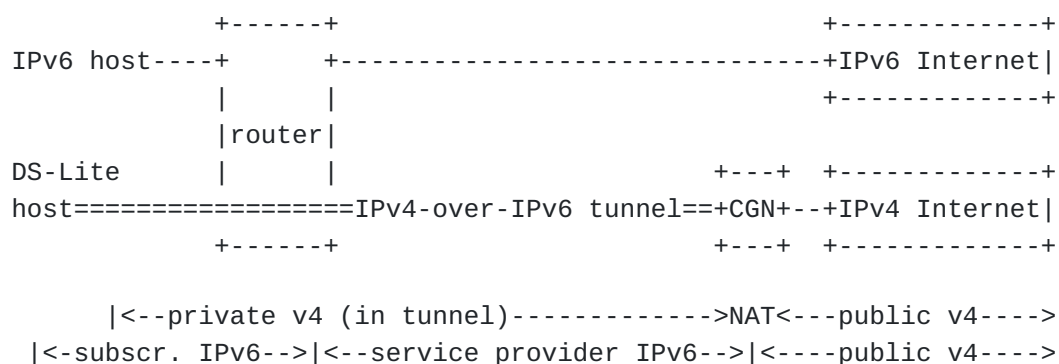 +------+                               +-------------+
IPv6 host----+      +-------------------------------+IPv6 Internet|
             |      |                               +-------------+
             |router|
DS-Lite      |      |                        +---+  +-------------+
host==================IPv4-over-IPv6 tunnel==+CGN+--+IPv4 Internet|
             +------+                        +---+  +-------------+

      |<--private v4 (in tunnel)------------->NAT<---public v4---->
 |<-subscr. IPv6-->|<--service provider IPv6-->|<----public v4---->